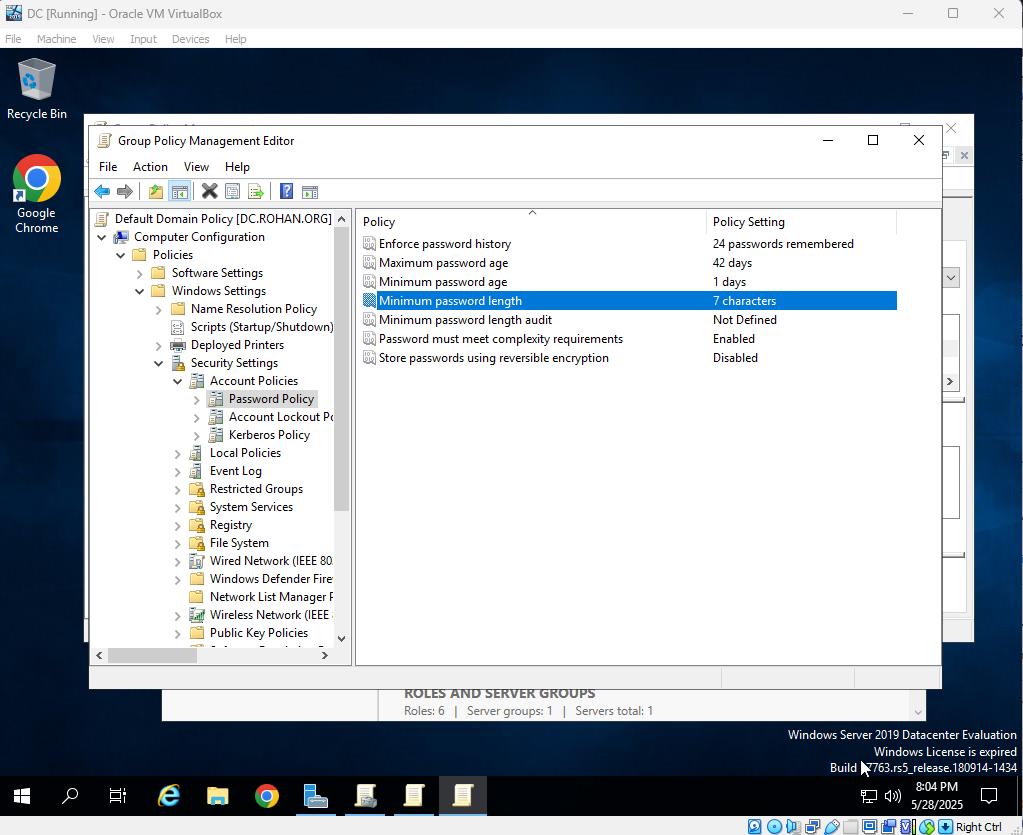 DC [Running] - Oracle VM VirtualBox
File Machine View Input Devices Help
Recycle Bin
Google
Chrome
Group Policy Management Editor
File Action View Help
Default Domain Policy [DC.ROHAN.ORG]
Computer Configuration
Policies
Software Settings
Windows Settings
Name Resolution Policy
Scripts (Startup/Shutdown)
Deployed Printers
Security Settings
Account Policies
Password Policy
Account Lockout Po
Kerberos Policy
Local Policies
Event Log
Restricted Groups
System Services
Registry
File System
Wired Network (IEEE 80
Windows Defender Fire
Network List Manager P
Wireless Network (IEEE
Public Key Policies
Policy Policy Setting
Enforce password history 24 passwords remembered
Maximum password age 42 days
Minimum password age 1 days
Minimum password length 7 characters
Minimum password length audit Not Defined
Password must meet complexity requirements Enabled
Store passwords using reversible encryption Disabled
ROLES AND SERVER GROUPS
Roles: 6 | Server groups: 1 | Servers total: 1
Windows Server 2019 Datacenter Evaluation
Windows License is expired
Build 7763.rs5_release.180914-1434
8:04 PM
5/28/2025
Right Ctrl